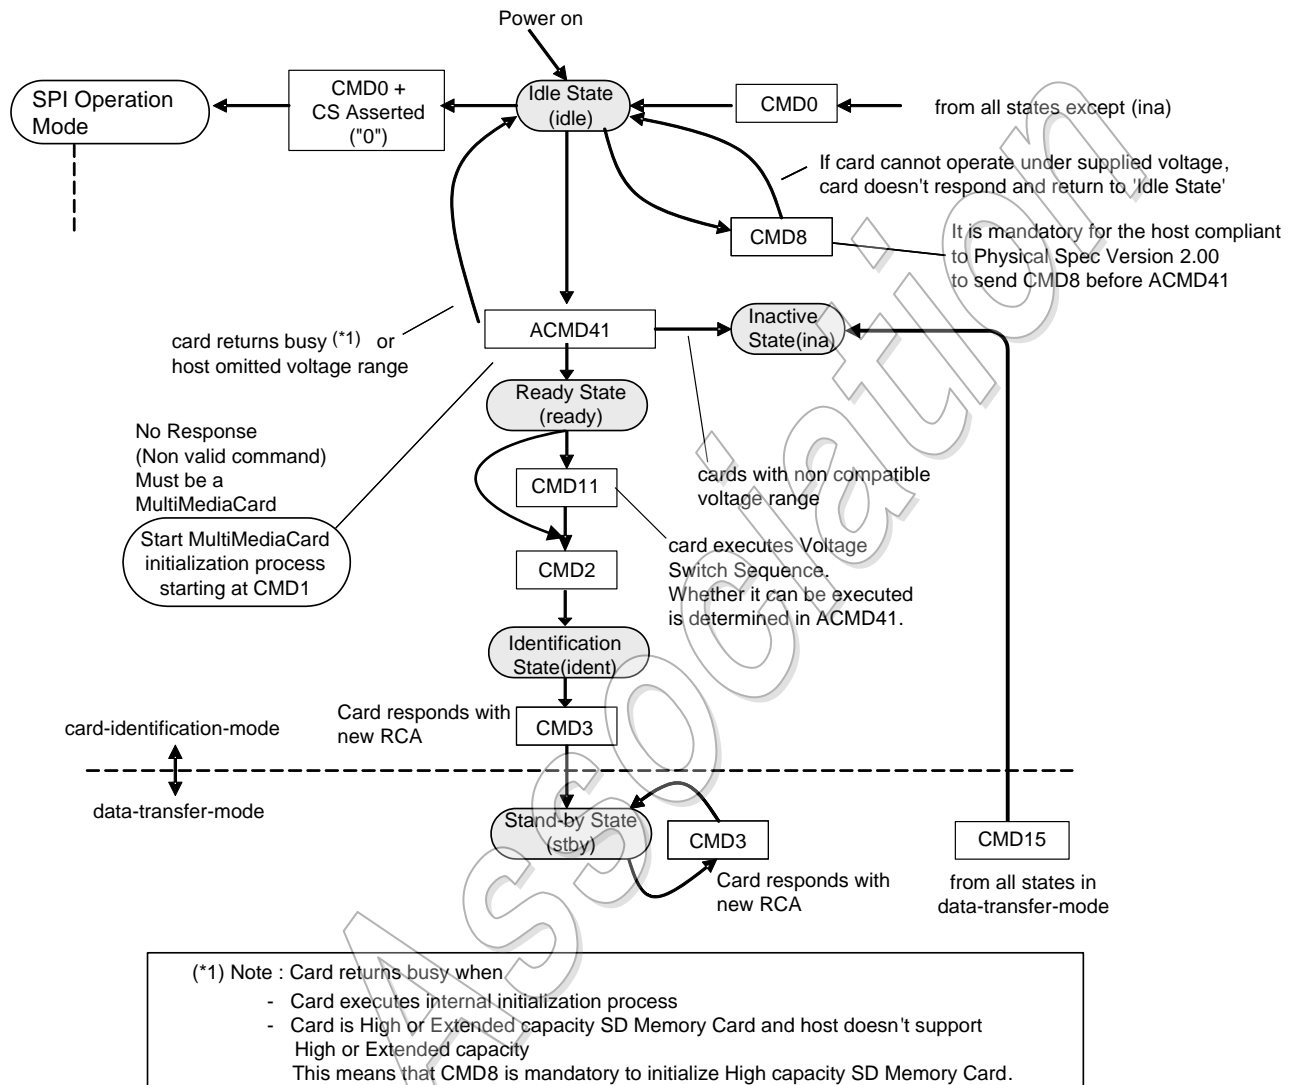 Power on
SPI Operation
Mode
CMD0 +
CS Asserted
("0")
Idle State
(idle)
CMD0
from all states except (ina)
If card cannot operate under supplied voltage,
card doesn't respond and return to 'Idle State'
CMD8
It is mandatory for the host compliant
to Physical Spec Version 2.00
to send CMD8 before ACMD41
card returns busy (*1) or
host omitted voltage range
ACMD41
Inactive
State(ina)
Ready State
(ready)
No Response
(Non valid command)
Must be a
MultiMediaCard
Start MultiMediaCard
initialization process
starting at CMD1
CMD11
cards with non compatible
voltage range
CMD2
card executes Voltage
Switch Sequence.
Whether it can be executed
is determined in ACMD41.
Identification
State(ident)
Card responds with
new RCA
CMD3
card-identification-mode
data-transfer-mode
Stand-by State
(stby)
CMD3
Card responds with
new RCA
CMD15
from all states in
data-transfer-mode
(*1) Note : Card returns busy when
- Card executes internal initialization process
- Card is High or Extended capacity SD Memory Card and host doesn't support
High or Extended capacity
This means that CMD8 is mandatory to initialize High capacity SD Memory Card.
Association